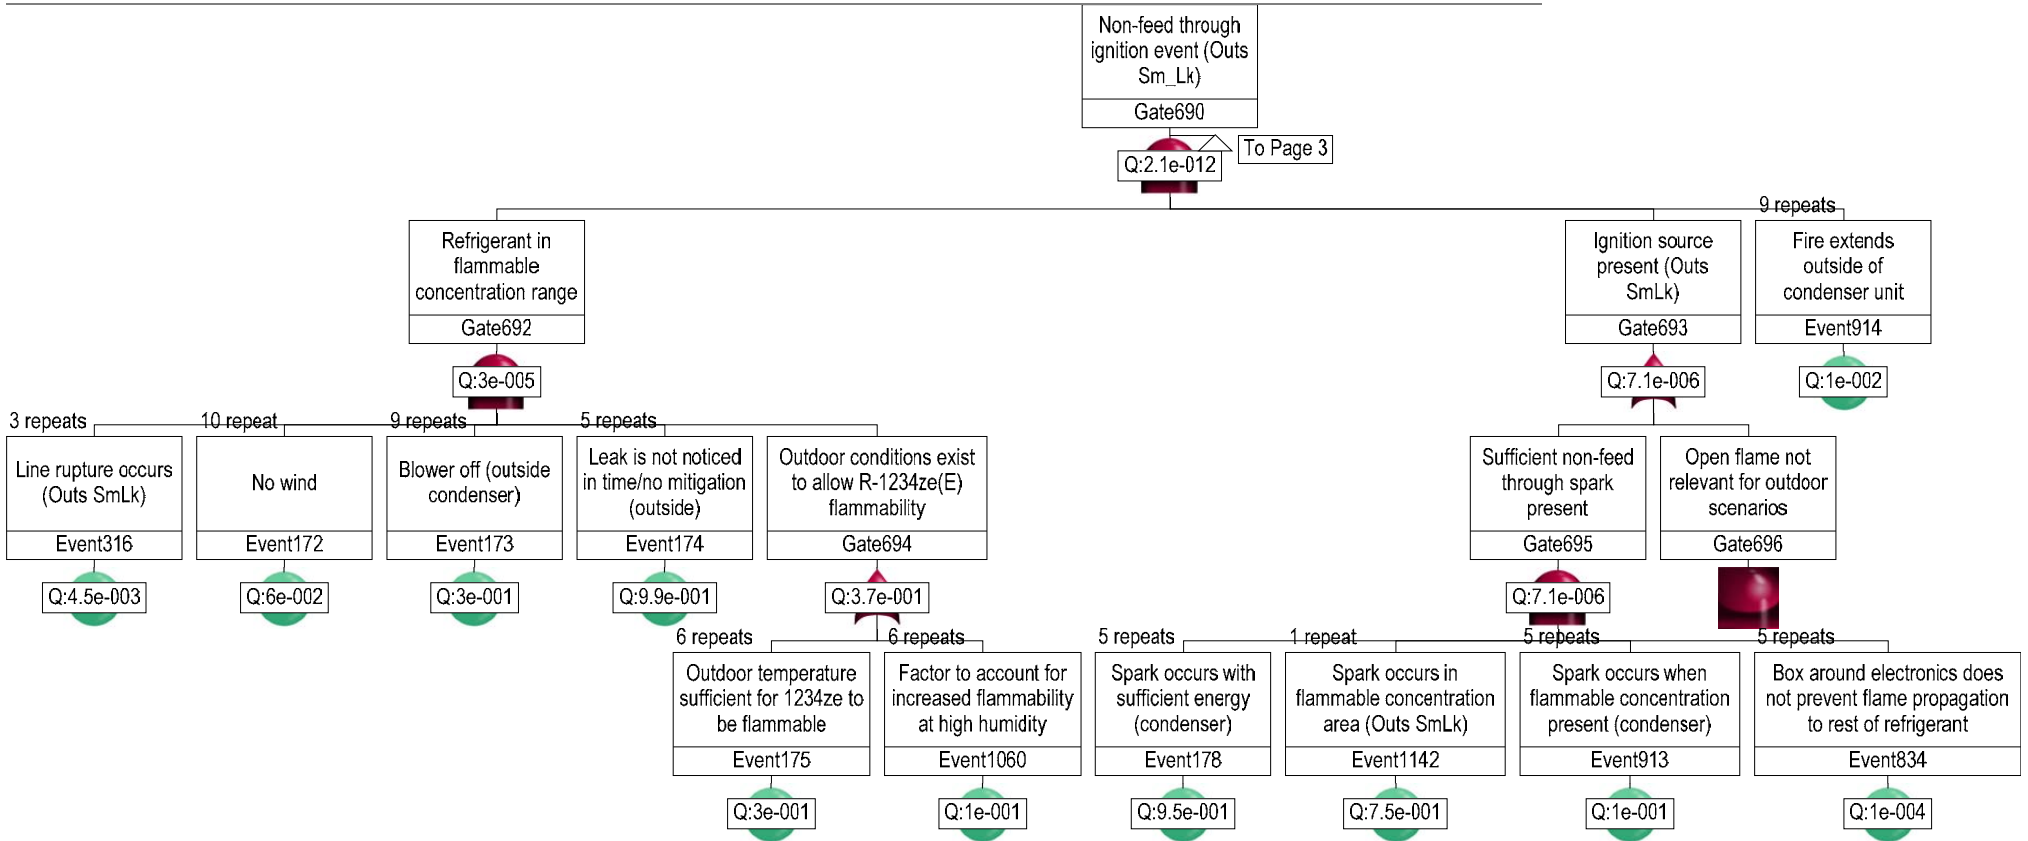 Non-feed through
ignition event (Outs
Sm_Lk)
Gate690
To Page 3
Q:2.1e-012
9 repeats
Refrigerant in
flammable
concentration range
Gate692
Q:3e-005
Ignition source
present (Outs
SmLk)
Gate693
Q:7.1e-006
Fire extends
outside of
condenser unit
Event914
Q:1e-002
3 repeats
Line rupture occurs
(Outs SmLk)
Event316
Q:4.5e-003
10 repeat
No wind
Event172
Q:6e-002
9 repeats
Blower off (outside
condenser)
Event173
Q:3e-001
5 repeats
Leak is not noticed
in time/no mitigation
(outside)
Event174
Q:9.9e-001
Outdoor conditions exist
to allow R-1234ze(E)
flammability
Gate694
Q:3.7e-001
Sufficient non-feed
through spark
present
Gate695
Q:7.1e-006
Open flame not
relevant for outdoor
scenarios
Gate696
6 repeats
Outdoor temperature
sufficient for 1234ze to
be flammable
Event175
Q:3e-001
6 repeats
Factor to account for
increased flammability
at high humidity
Event1060
Q:1e-001
5 repeats
Spark occurs with
sufficient energy
(condenser)
Event178
Q:9.5e-001
1 repeat
Spark occurs in
flammable concentration
area (Outs SmLk)
Event1142
Q:7.5e-001
5 repeats
Spark occurs when
flammable concentration
present (condenser)
Event913
Q:1e-001
5 repeats
Box around electronics does
not prevent flame propagation
to rest of refrigerant
Event834
Q:1e-004